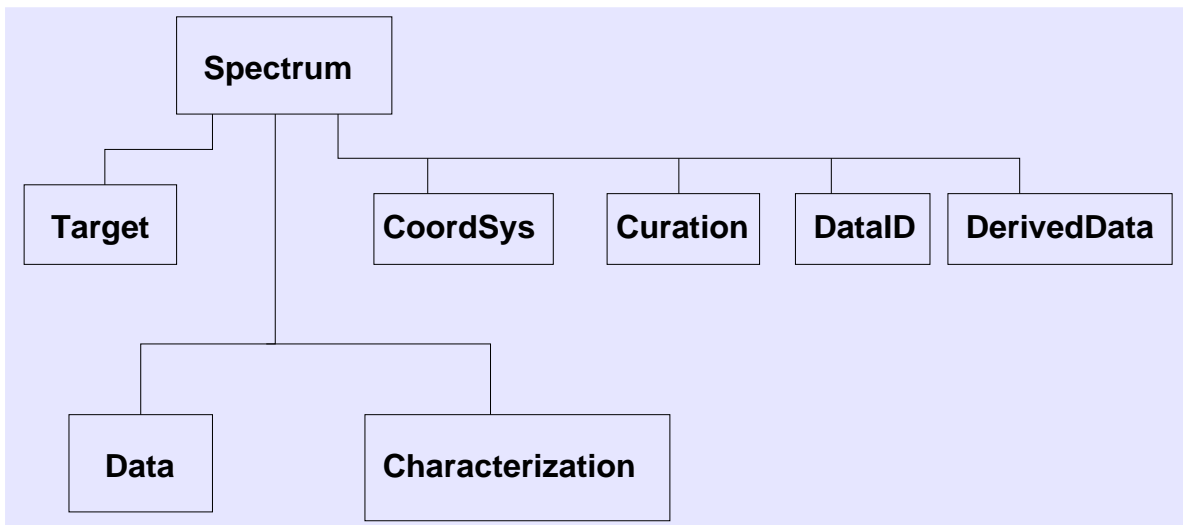 Spectrum
Target
CoordSys
Curation
DataID
DerivedData
Data
Characterization